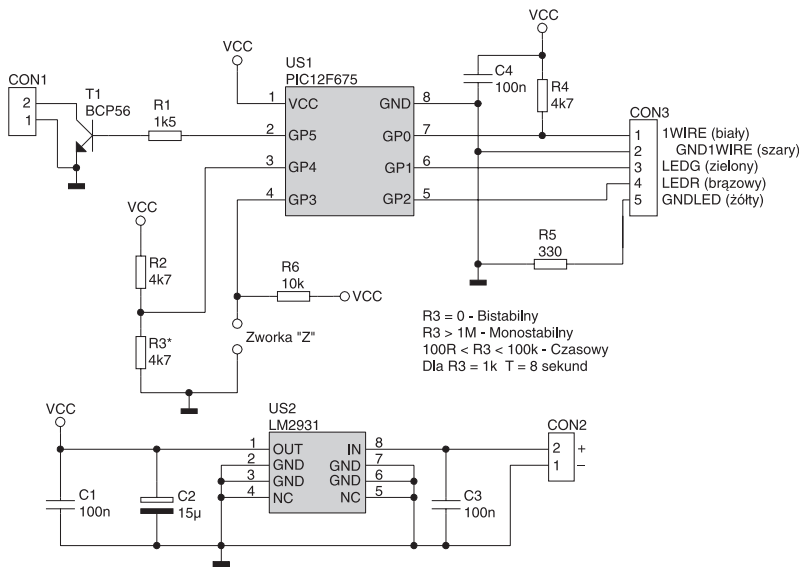 VCC
VCC
US1
PIC12F675
CON1
2
1
T1
BCP56
R1
1k5
1 VCC GND 8
2 GP5 GP0 7
3 GP4 GP1 6
4 GP3 GP2 5
C4
100n
R4
4k7
CON3
1 1WIRE (biały)
2 GND1WIRE (szary)
3 LEDG (zielony)
4 LEDR (brązowy)
5 GNDLED (żółty)
R5
330
VCC
R2
4k7
R3*
4k7
R6
10k
VCC
Zworka "Z"
R3 = 0 - Bistabilny
R3 > 1M - Monostabilny
100R < R3 < 100k - Czasowy
Dla R3 = 1k T = 8 sekund
VCC
US2
LM2931
1 OUT IN 8
2 GND GND 7
3 GND GND 6
4 NC NC 5
C1
100n
C2
15µ
C3
100n
CON2
2 +
1 –